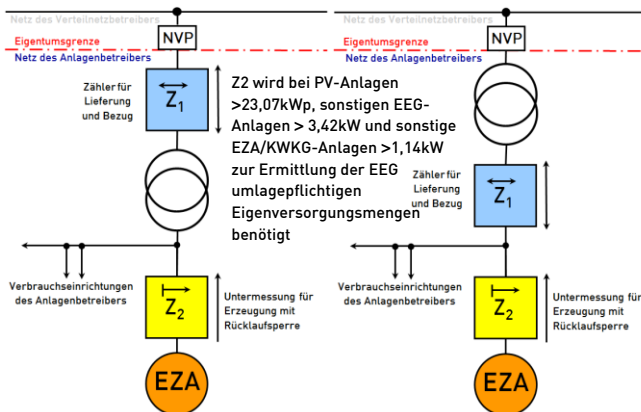 Netz des Verteilnetzbetreibers
NVP
Eigentumsgrenze
Netz des Anlagenbetreibers
Zähler für
Lieferung
und Bezug
Z1
Verbrauchseinrichtungen
des Anlagenbetreibers
Z2
Untermessung für
Erzeugung mit
Rücklaufsperre
EZA
Z2 wird bei PV-Anlagen
>23,07kWp, sonstigen EEG-
Anlagen > 3,42kW und sonstige
EZA/KWKG-Anlagen >1,14kW
zur Ermittlung der EEG
umlagepflichtigen
Eigenversorgungsmengen
benötigt
Netz des Verteilnetzbetreibers
NVP
Eigentumsgrenze
Netz des Anlagenbetreibers
Zähler für
Lieferung
und Bezug
Z1
Verbrauchseinrichtungen
des Anlagenbetreibers
Z2
Untermessung für
Erzeugung mit
Rücklaufsperre
EZA